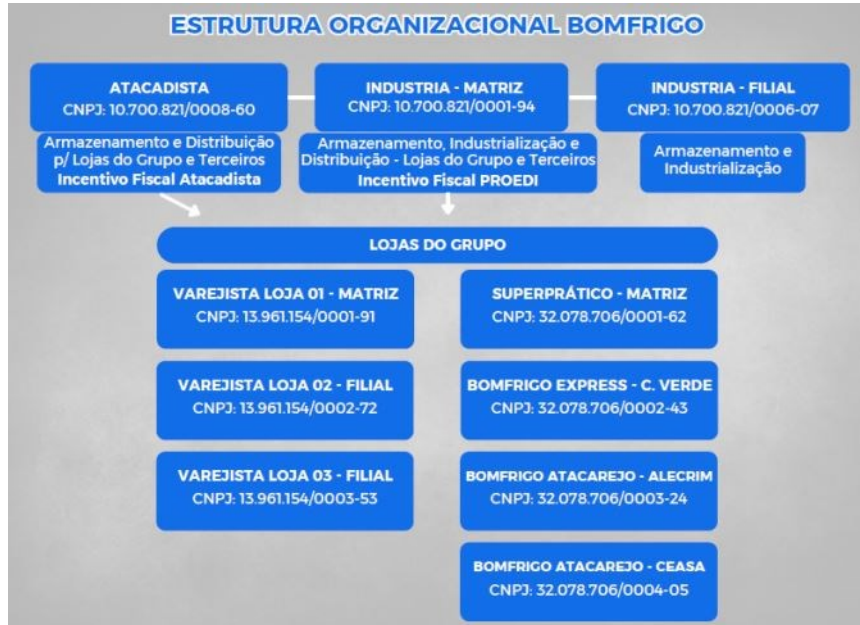 ESTRUTURA ORGANIZACIONAL BOMFRIGO
ATACADISTA
CNPJ: 10.700.821/0008-60
INDUSTRIA - MATRIZ
CNPJ: 10.700.821/0001-94
INDUSTRIA - FILIAL
CNPJ: 10.700.821/0006-07
Armazenamento e Distribuição
p/ Lojas do Grupo e Terceiros
Incentivo Fiscal Atacadista
Armazenamento, Industrialização e
Distribuição - Lojas do Grupo e Terceiros
Incentivo Fiscal PROEDI
Armazenamento e
Industrialização
LOJAS DO GRUPO
VAREJISTA LOJA 01 - MATRIZ
CNPJ: 13.961.154/0001-91
SUPERPRÁTICO - MATRIZ
CNPJ: 32.078.706/0001-62
VAREJISTA LOJA 02 - FILIAL
CNPJ: 13.961.154/0002-72
BOMFRIGO EXPRESS - C. VERDE
CNPJ: 32.078.706/0002-43
VAREJISTA LOJA 03 - FILIAL
CNPJ: 13.961.154/0003-53
BOMFRIGO ATACAREJO - ALECRIM
CNPJ: 32.078.706/0003-24
BOMFRIGO ATACAREJO - CEASA
CNPJ: 32.078.706/0004-05